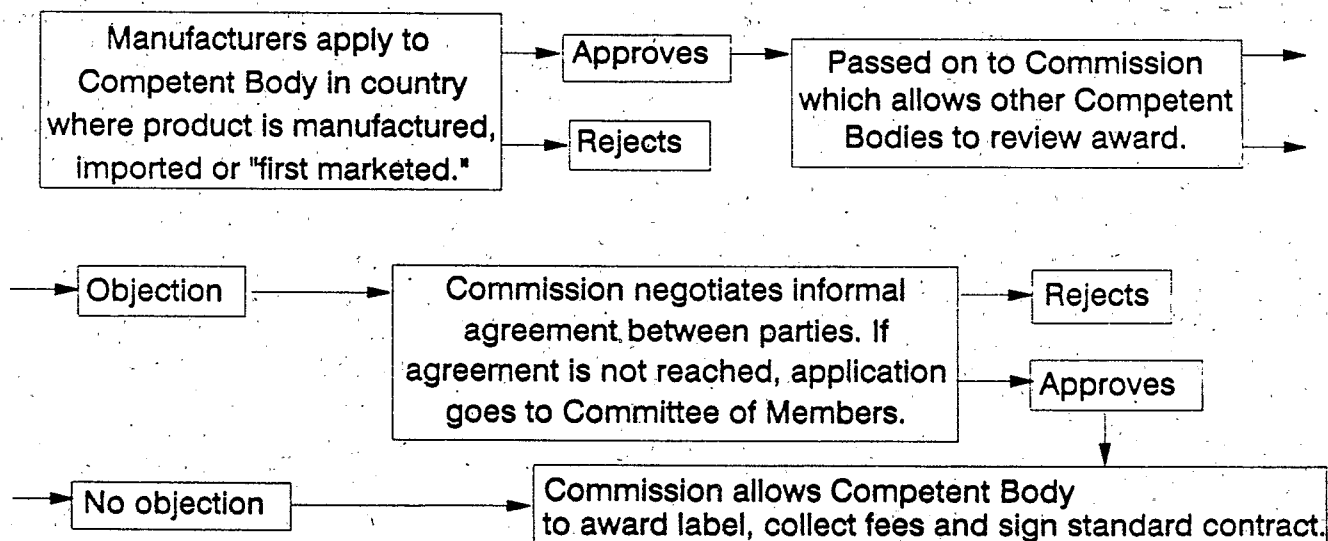 Manufacturers apply to
Competent Body in country
where product is manufactured,
imported or "first marketed."
Approves
Rejects
Passed on to Commission
which allows other Competent
Bodies to review award.
Objection
Commission negotiates informal
agreement between parties. If
agreement is not reached, application
goes to Committee of Members.
Rejects
Approves
No objection
Commission allows Competent Body
to award label, collect fees and sign standard contract.